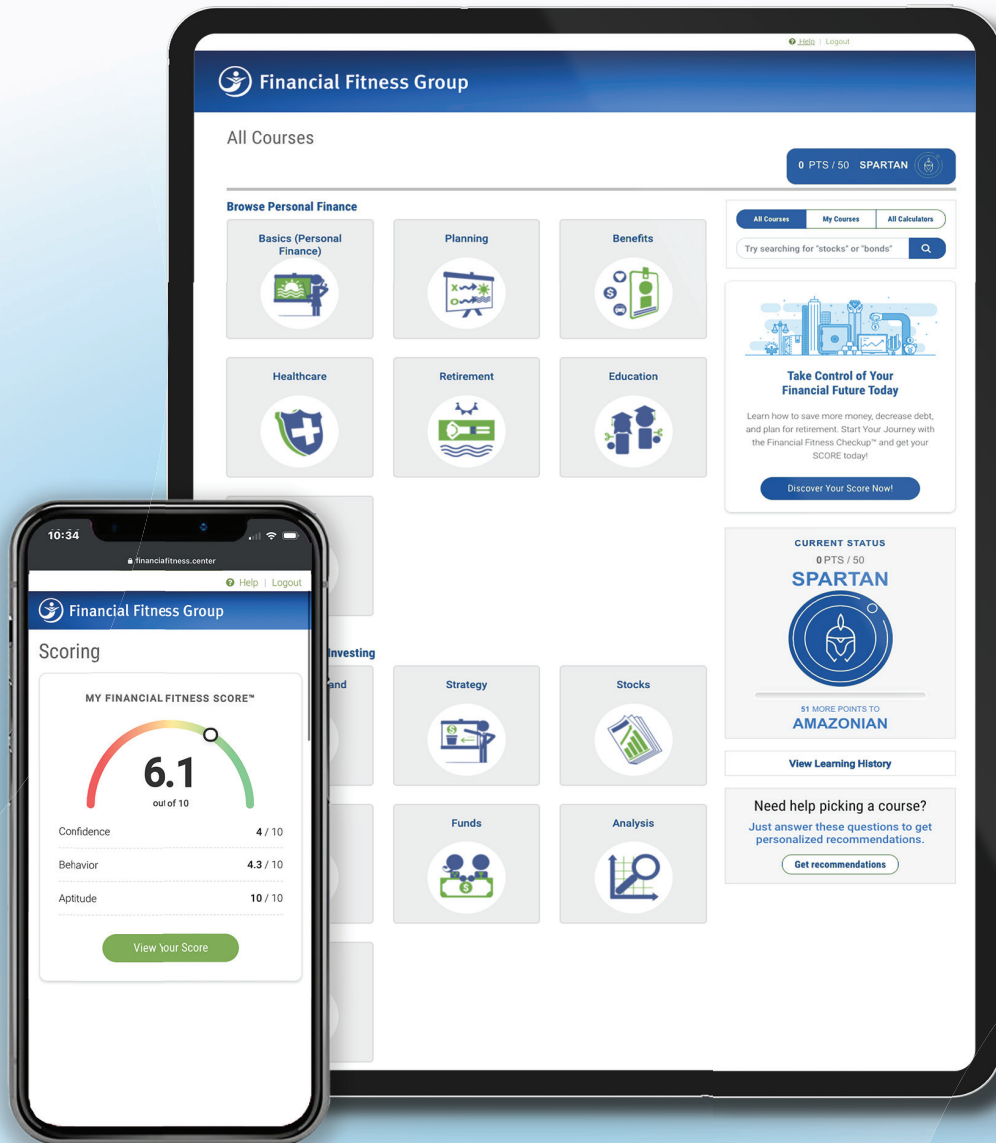 Help | Logout
Financial Fitness Group
All Courses
0 PTS / 50 SPARTAN
Browse Personal Finance
Basics (Personal
Finance)
Planning
Benefits
Healthcare
Retirement
Education
Investing
and
Strategy
Stocks
Funds
Analysis
All Courses
My Courses
All Calculators
Try searching for "stocks" or "bonds"
Take Control of Your
Financial Future Today
Learn how to save more money, decrease debt,
and plan for retirement. Start Your Journey with
the Financial Fitness Checkup™ and get your
SCORE today!
Discover Your Score Now!
CURRENT STATUS
0 PTS / 50
SPARTAN
51 MORE POINTS TO
AMAZONIAN
View Learning History
Need help picking a course?
Just answer these questions to get
personalized recommendations.
Get recommendations
10:34
financiafitness.center
Help | Logout
Financial Fitness Group
Scoring
MY FINANCIAL FITNESS SCORE™
6.1
out of 10
Confidence 4 / 10
Behavior 4.3 / 10
Aptitude 10 / 10
View Your Score